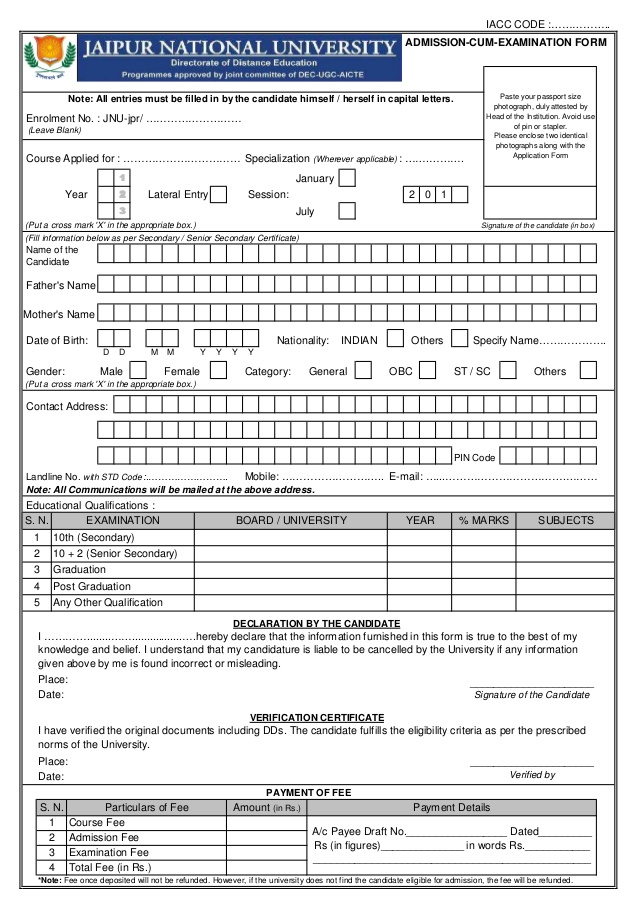 IACC CODE :……………..
JAIPUR NATIONAL UNIVERSITY
Directorate of Distance Education
Programmes approved by joint committee of DEC-UGC-AICTE
ADMISSION-CUM-EXAMINATION FORM
Paste your passport size
photograph, duly attested by
Head of the Institution. Avoid use
of pin or stapler.
Please enclose two identical
photographs along with the
Application Form
Note: All entries must be filled in by the candidate himself / herself in capital letters.
Enrolment No. : JNU-jpr/ ……………………
(Leave Blank)
Course Applied for : ………………………… Specialization (Wherever applicable) : ……………
January
1
Year 2 Lateral Entry Session: 2 0 1
3 July
(Put a cross mark 'X' in the appropriate box.)
Signature of the candidate (in box)
(Fill information below as per Secondary / Senior Secondary Certificate)
Name of the
Candidate
Father's Name
Mother's Name
Date of Birth: Nationality: INDIAN Others Specify Name……………..
D D M M Y Y Y Y
Gender: Male Female Category: General OBC ST / SC Others
(Put a cross mark 'X' in the appropriate box.)
Contact Address:
PIN Code
Landline No. with STD Code :………………….. Mobile: …………………….. E-mail: ……………………………………
Note: All Communications will be mailed at the above address.
Educational Qualifications :
S. N. EXAMINATION BOARD / UNIVERSITY YEAR % MARKS SUBJECTS
1 10th (Secondary)
2 10 + 2 (Senior Secondary)
3 Graduation
4 Post Graduation
5 Any Other Qualification
DECLARATION BY THE CANDIDATE
I ………………………………………hereby declare that the information furnished in this form is true to the best of my
knowledge and belief. I understand that my candidature is liable to be cancelled by the University if any information
given above by me is found incorrect or misleading.
Place:
Date:
Signature of the Candidate
VERIFICATION CERTIFICATE
I have verified the original documents including DDs. The candidate fulfills the eligibility criteria as per the prescribed
norms of the University.
Place:
Date:
Verified by
PAYMENT OF FEE
S. N. Particulars of Fee Amount (in Rs.) Payment Details
1 Course Fee
2 Admission Fee
3 Examination Fee
4 Total Fee (in Rs.)
A/c Payee Draft No.________________ Dated_________
Rs (in figures)______________ in words Rs.___________
*Note: Fee once deposited will not be refunded. However, if the university does not find the candidate eligible for admission, the fee will be refunded.